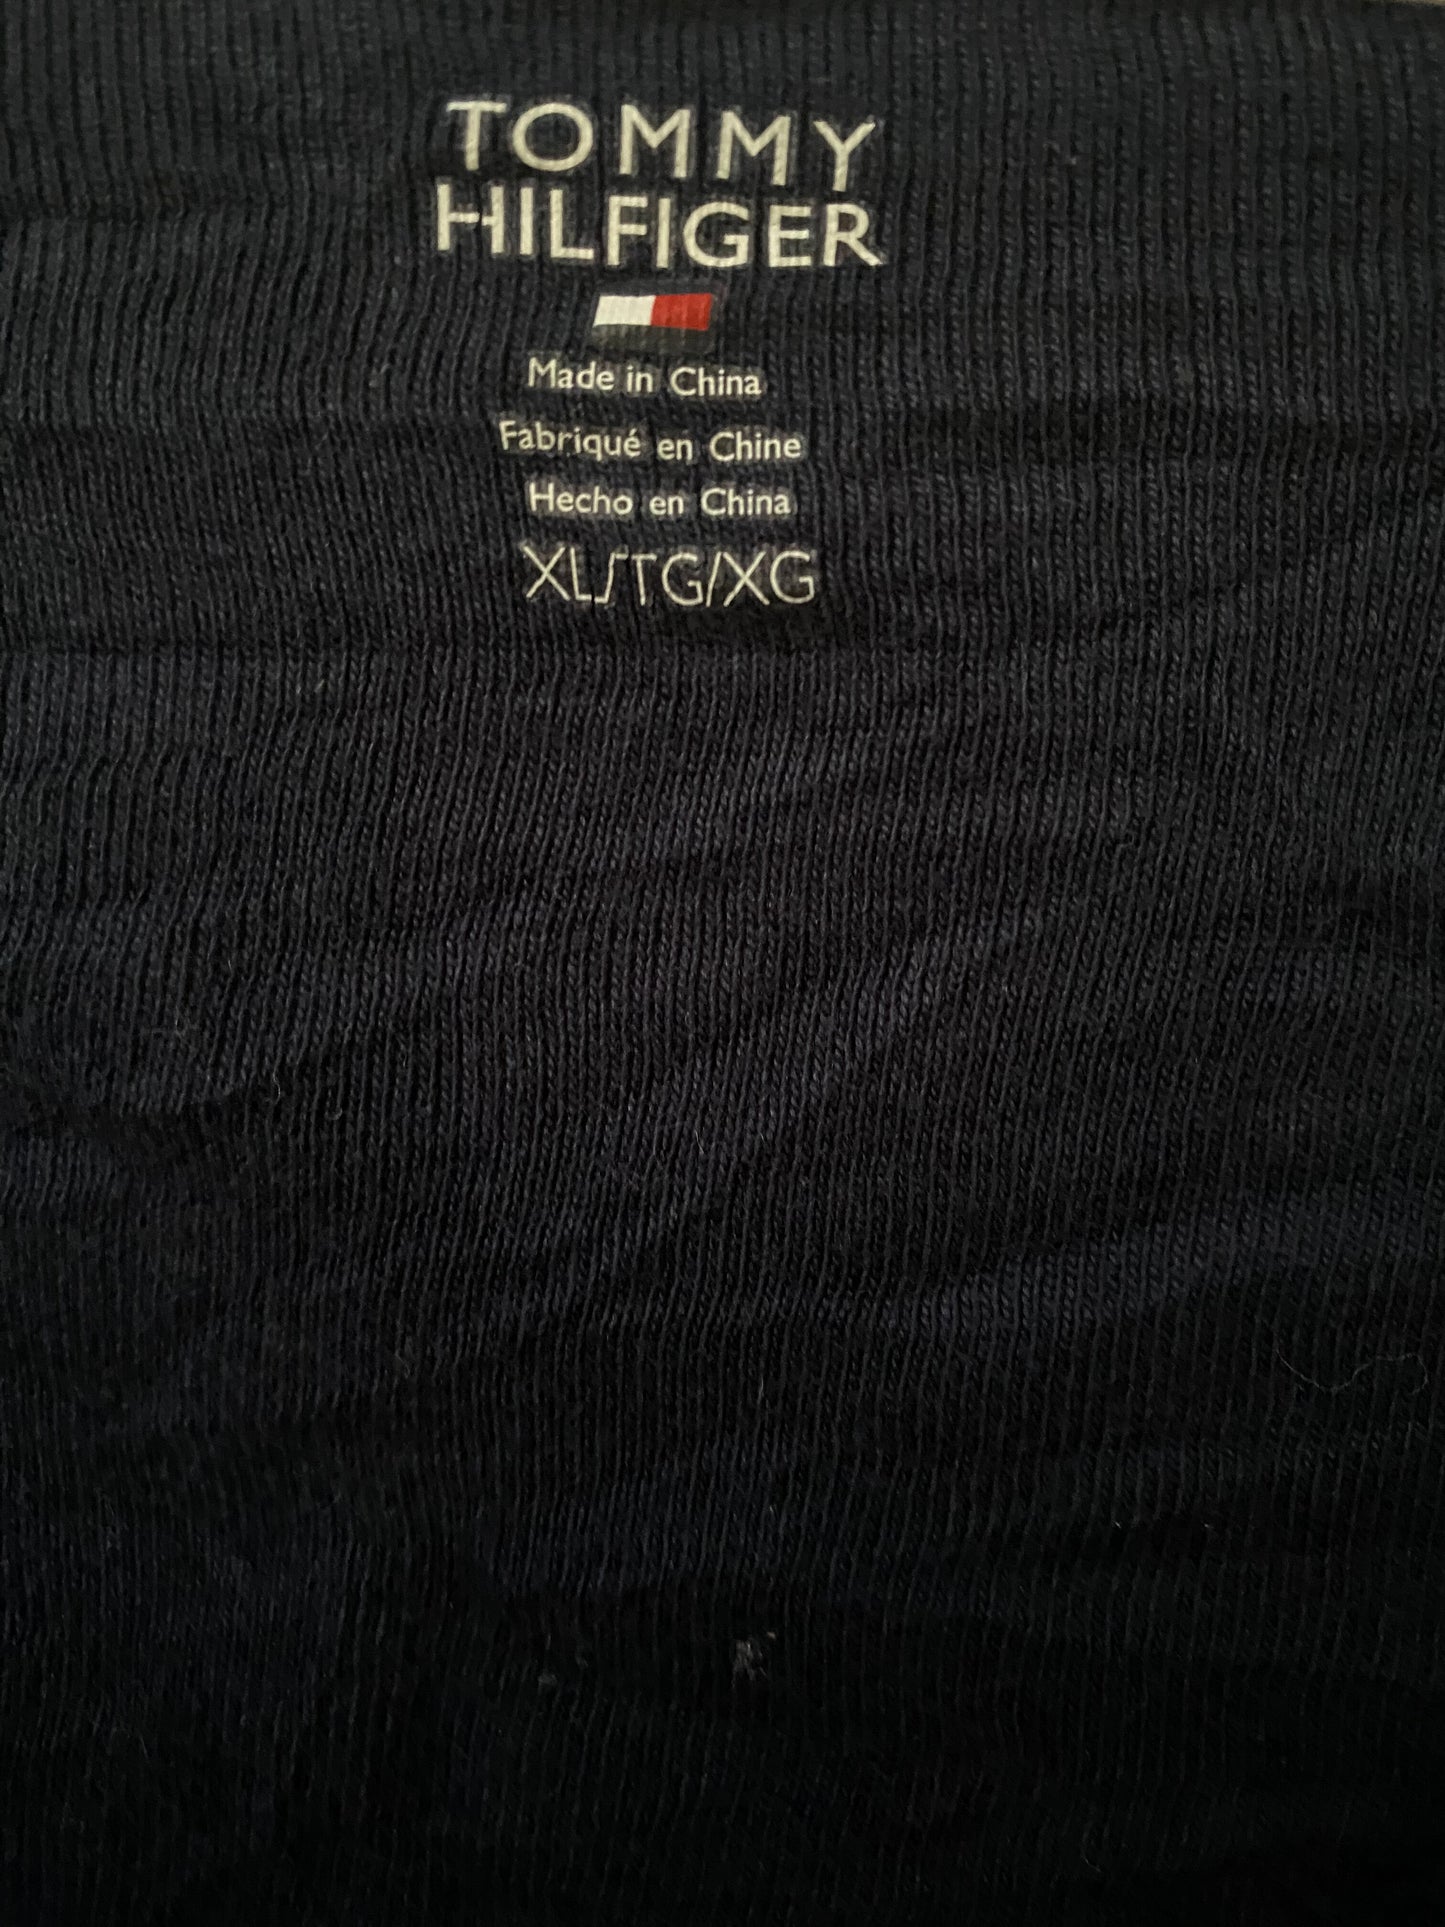 TOMMY
HILFIGER
Made in China
Fabriqué en Chine
Hecho en China
XL/TG/XG